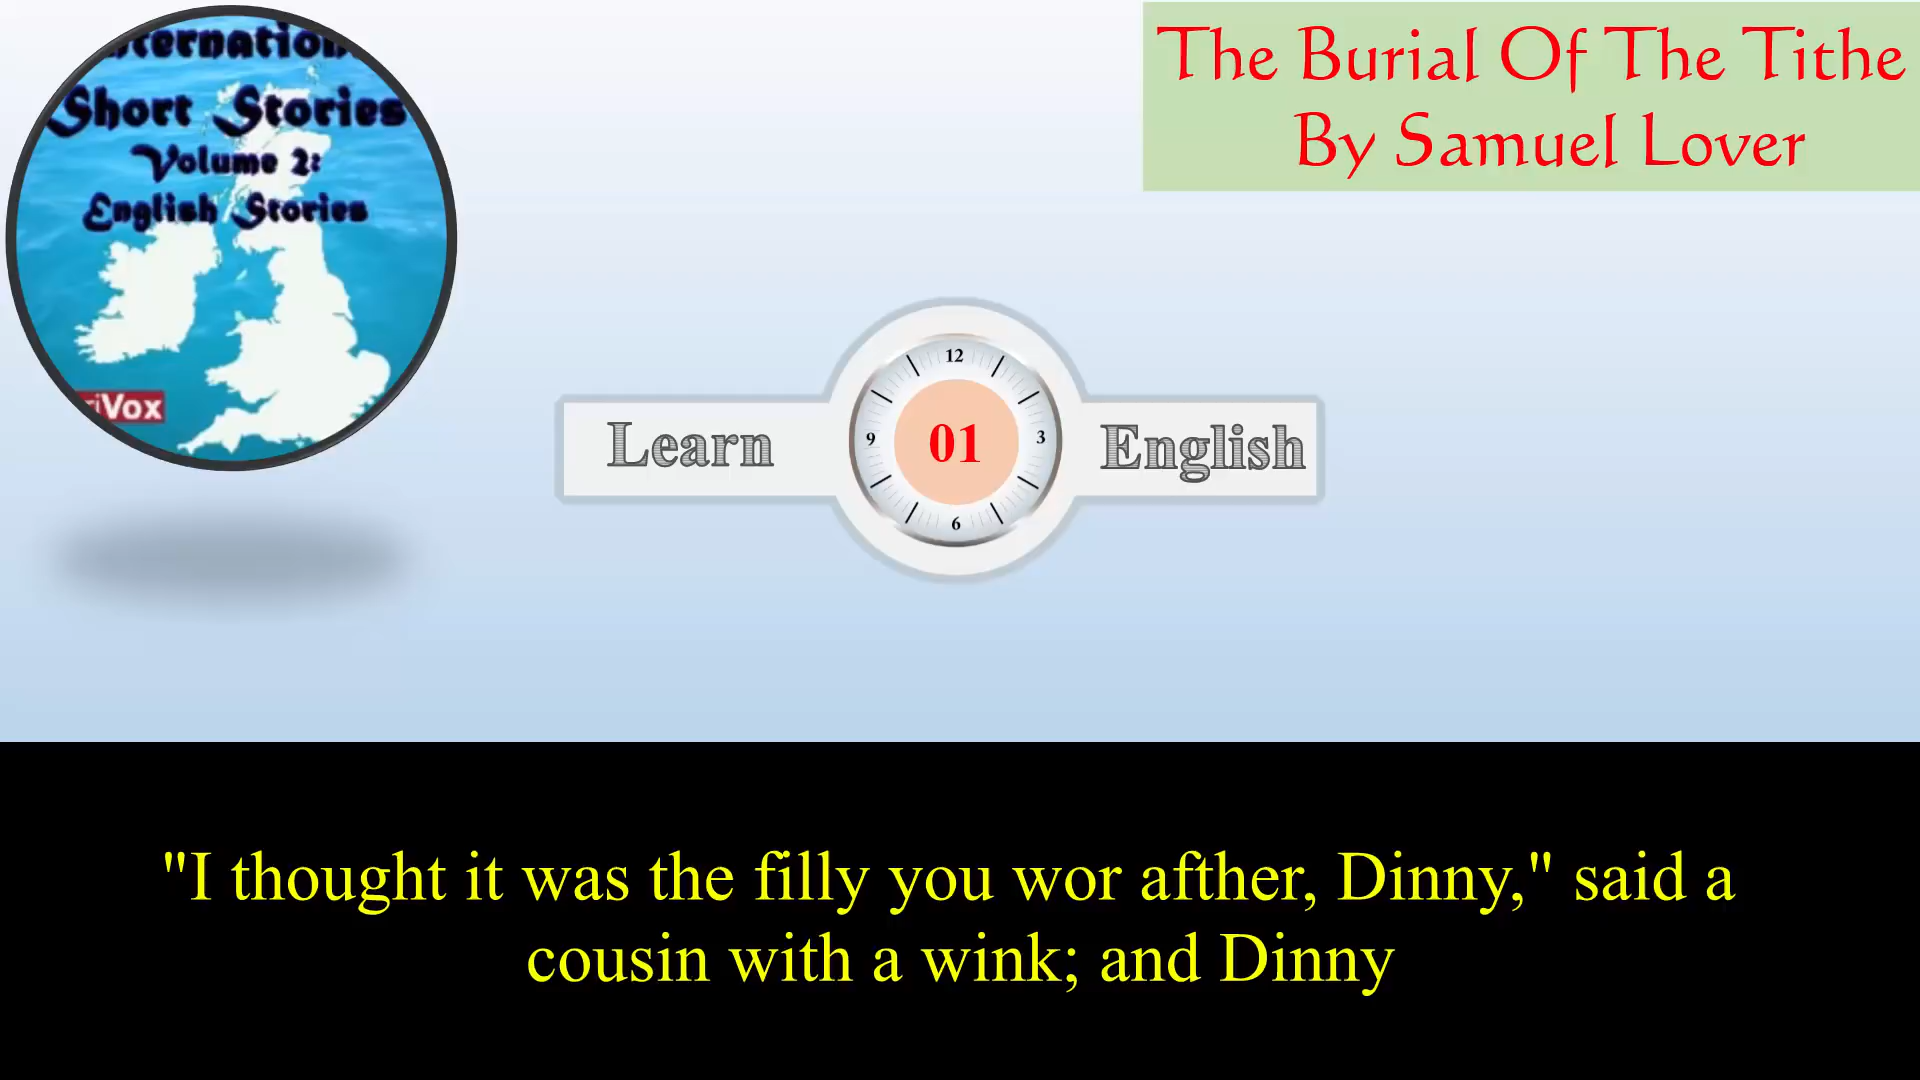 Short Stories
Volume 2:
English Stories
Vox
The Burial Of The Tithe
By Samuel Lover
Learn
12
9
01
3
6
English
"I thought it was the filly you wor afther, Dinny," said a
cousin with a wink; and Dinny